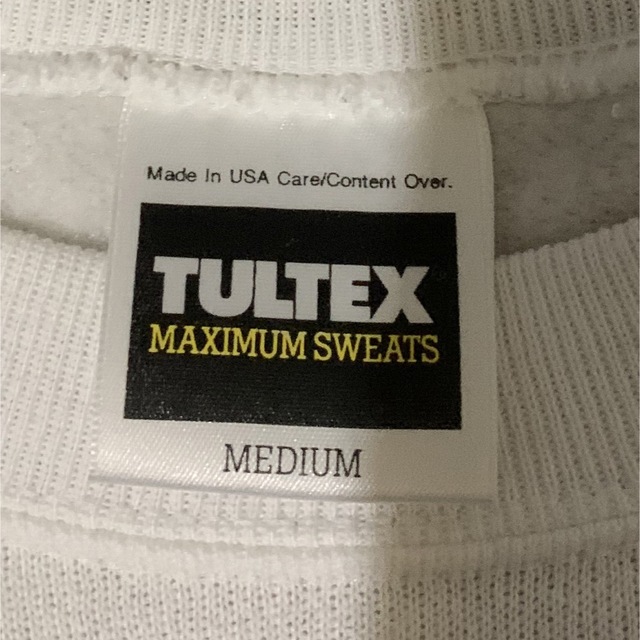 Made In USA Care/Content Over.
TULTEX
MAXIMUM SWEATS
MEDIUM